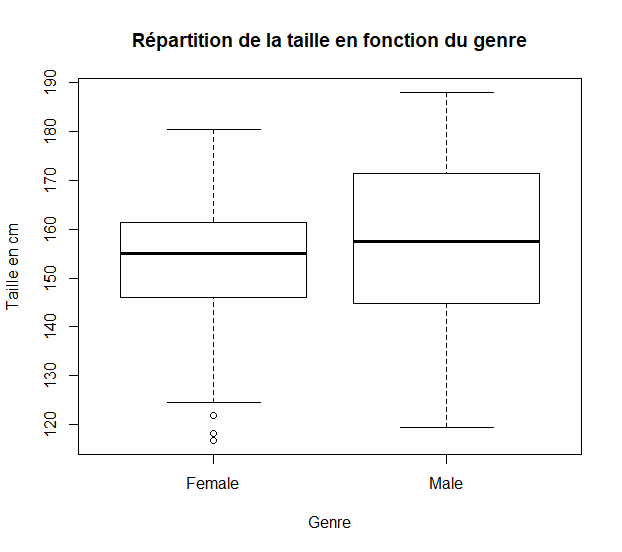 Répartition de la taille en fonction du genre
Taille en cm
190
180
170
160
150
140
130
120
Female
Male
Genre